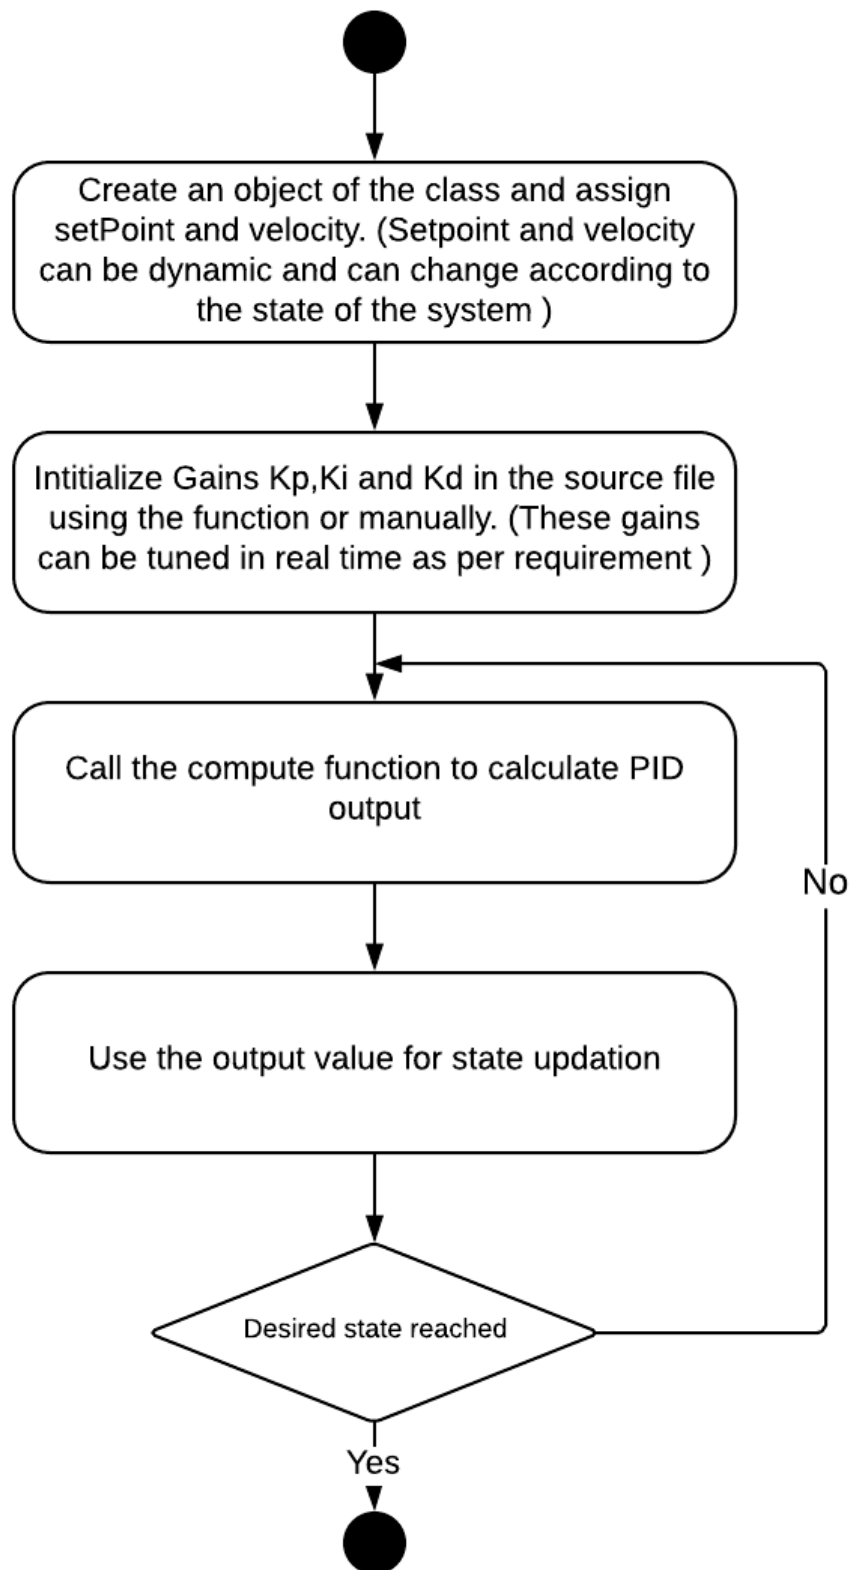 Create an object of the class and assign
setPoint and velocity. (Setpoint and velocity
can be dynamic and can change according to
the state of the system )
Intitialize Gains Kp,Ki and Kd in the source file
using the function or manually. (These gains
can be tuned in real time as per requirement )
Call the compute function to calculate PID
output
No
Use the output value for state updation
Desired state reached
Yes